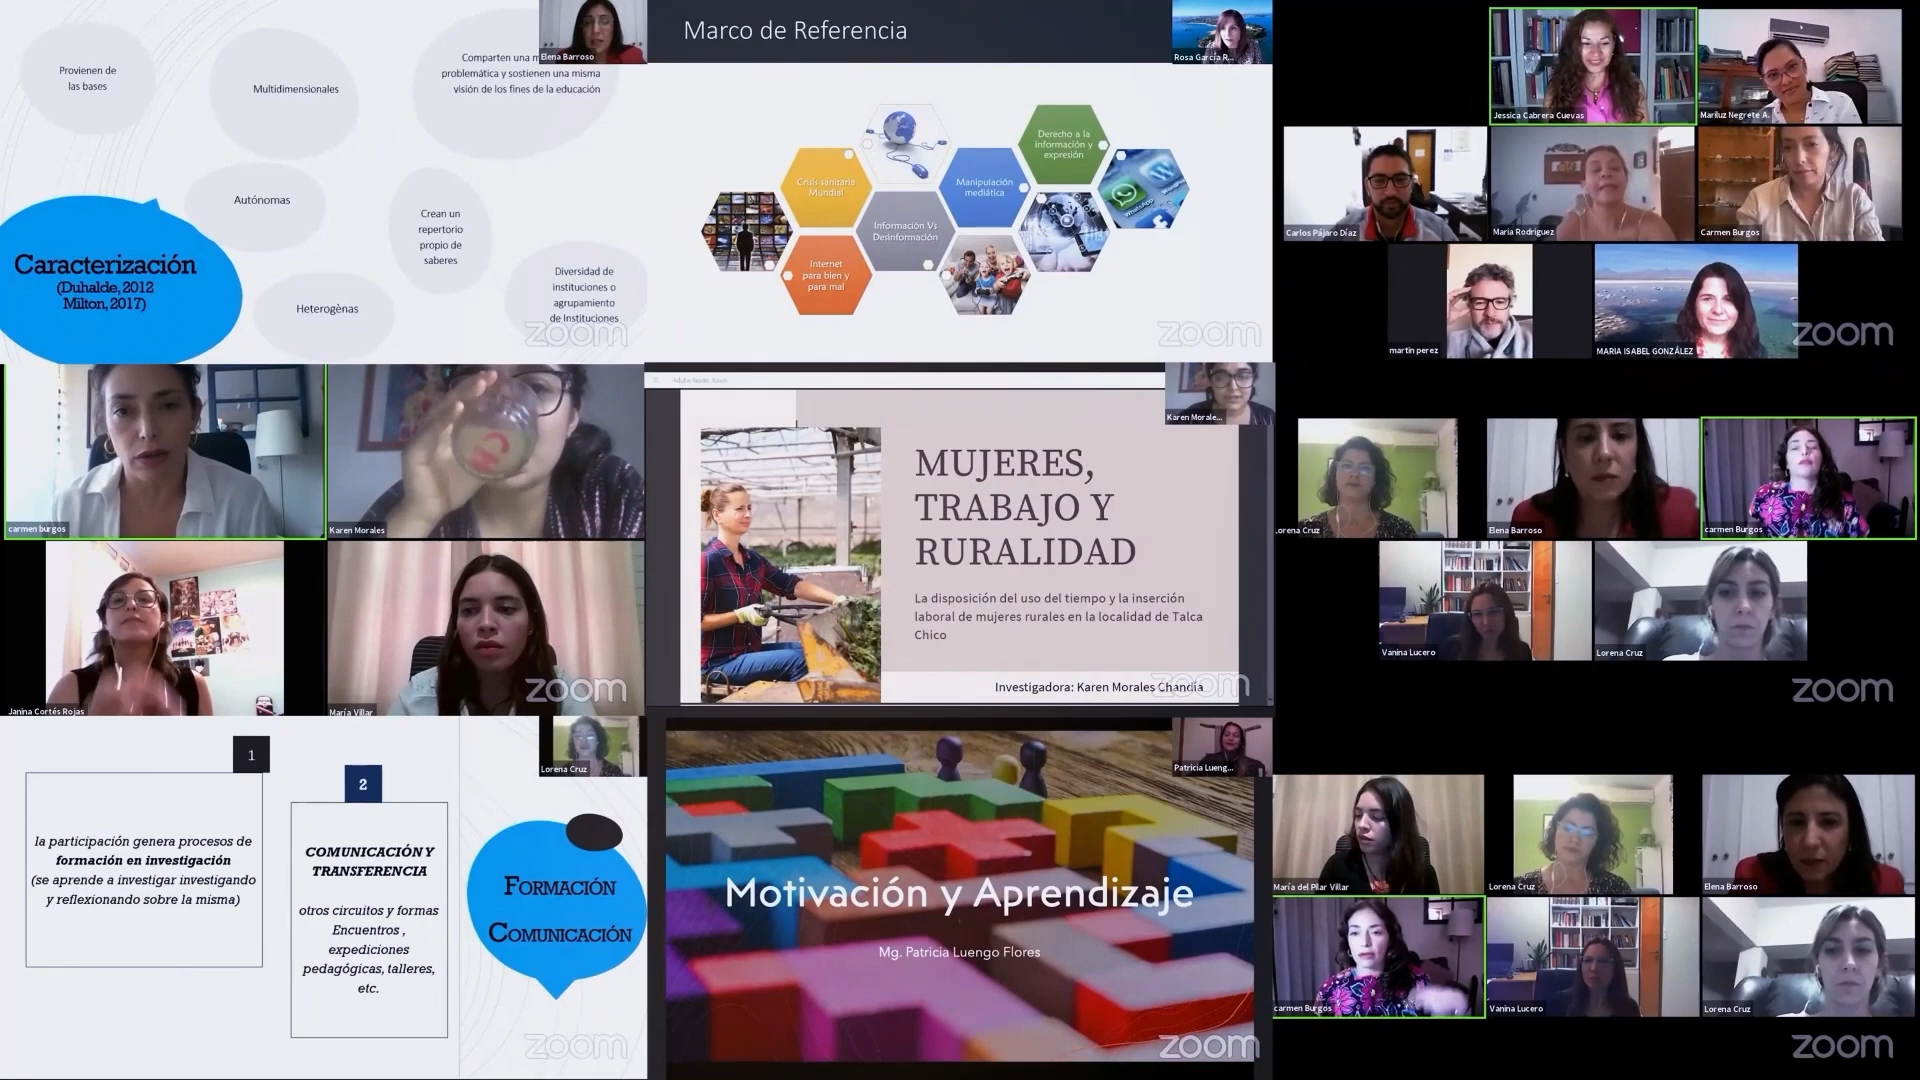 Provienen de
las bases
Multidimensionales
Comparten una
problemática y sostienen una misma
visión de los fines de la educación
Elena Barroso
Autónomas
Crean un
repertorio
propio de
saberes
Caracterización
(Duhalde, 2012
Milton, 2017)
Heterogènas
Diversidad de
instituciones o
agrupamiento
de Instituciones
zoom
Marco de Referencia
Rosa García R...
Derecho a la
información y
expresión
Crisis sanitaria
Mundial
Manipulación
mediática
WhatsApp
Información Vs
Desinformación
Internet
para bien y
para mal
zoom
Jessica Cabrera Cuevas
Mariluz Negrete A.
Carlos Pájaro Díaz
Maria Rodriguez
Carmen Burgos
martin perez
MARIA ISABEL GONZÁLEZ
zoom
carmen burgos
Karen Morales
Janina Cortés Rojas
María Villar
zoom
Karen Morale...
MUJERES,
TRABAJO Y
RURALIDAD
La disposición del uso del tiempo y la inserción
laboral de mujeres rurales en la localidad de Talca
Chico
Investigadora: Karen Morales Chandía
zoom
Lorena Cruz
Elena Barroso
carmen Burgos
Vanina Lucero
Lorena Cruz
zoom
1
la participación genera procesos de
formación en investigación
(se aprende a investigar investigando
y reflexionando sobre la misma)
2
COMUNICACIÓN Y
TRANSFERENCIA
otros circuitos y formas
Encuentros ,
expediciones
pedagógicas, talleres,
etc.
Lorena Cruz
FORMACIÓN
COMUNICACIÓN
zoom
Patricia Lueng...
Motivación y Aprendizaje
Mg. Patricia Luengo Flores
zoom
María del Pilar Villar
Lorena Cruz
Elena Barroso
carmen Burgos
Vanina Lucero
Lorena Cruz
zoom